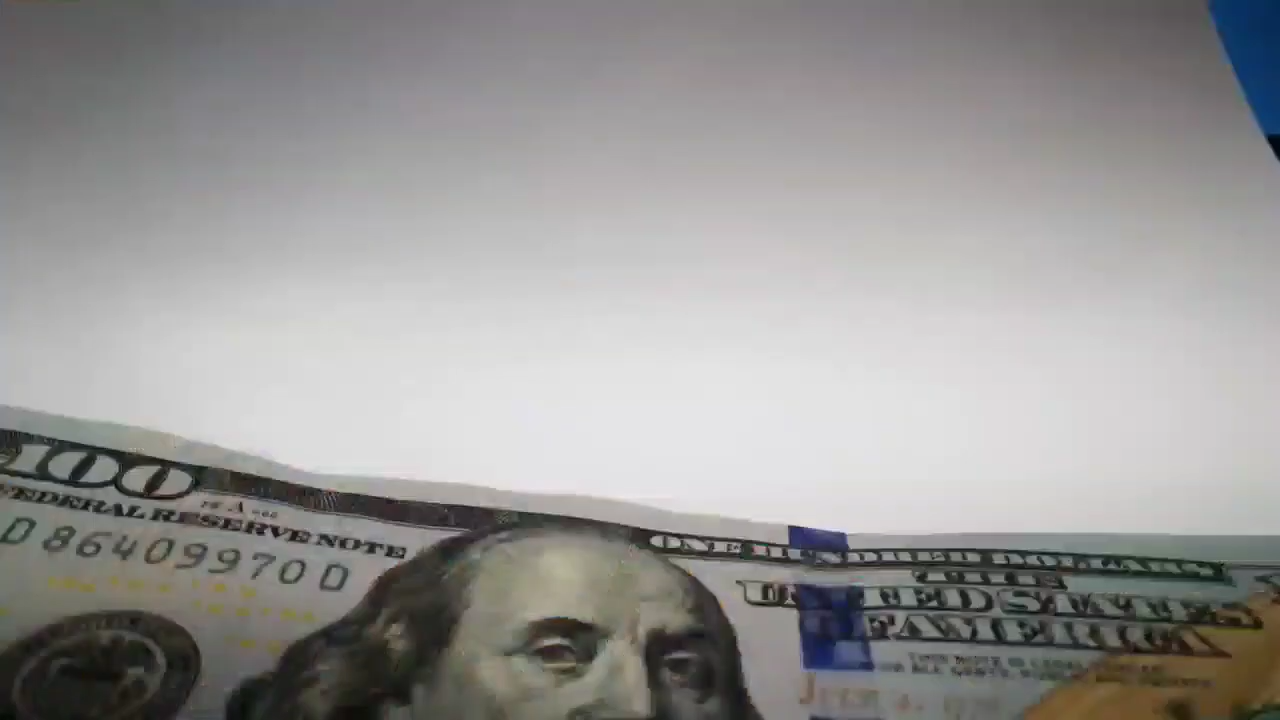 100
FEDERAL RESERVE NOTE
D 86409970 D
ONE HUNDRED DOLLARS
THE
UNITED STATES
OF AMERICA